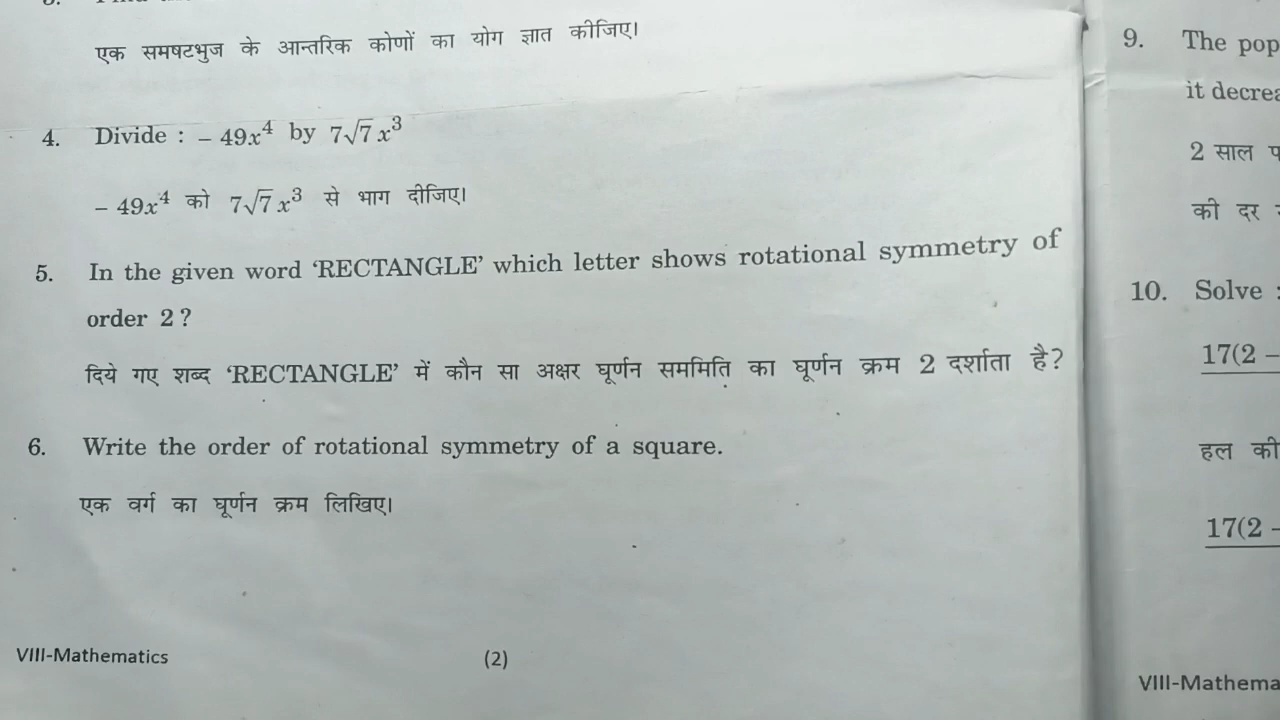 एक समषटभुज के आन्तरिक कोणों का योग ज्ञात कीजिए।
4. Divide : – 49x⁴ by 7√7 x³
– 49x⁴ को 7√7 x³ से भाग दीजिए।
5. In the given word ‘RECTANGLE’ which letter shows rotational symmetry of
order 2?
दिये गए शब्द ‘RECTANGLE’ में कौन सा अक्षर घूर्णन सममिति का घूर्णन क्रम 2 दर्शाता है?
6. Write the order of rotational symmetry of a square.
एक वर्ग का घूर्णन क्रम लिखिए।
VIII-Mathematics (2)
9. The pop
it decrea
2 साल
की दर
10. Solve :
17(2 –
हल की
17(2 –
VIII-Mathema